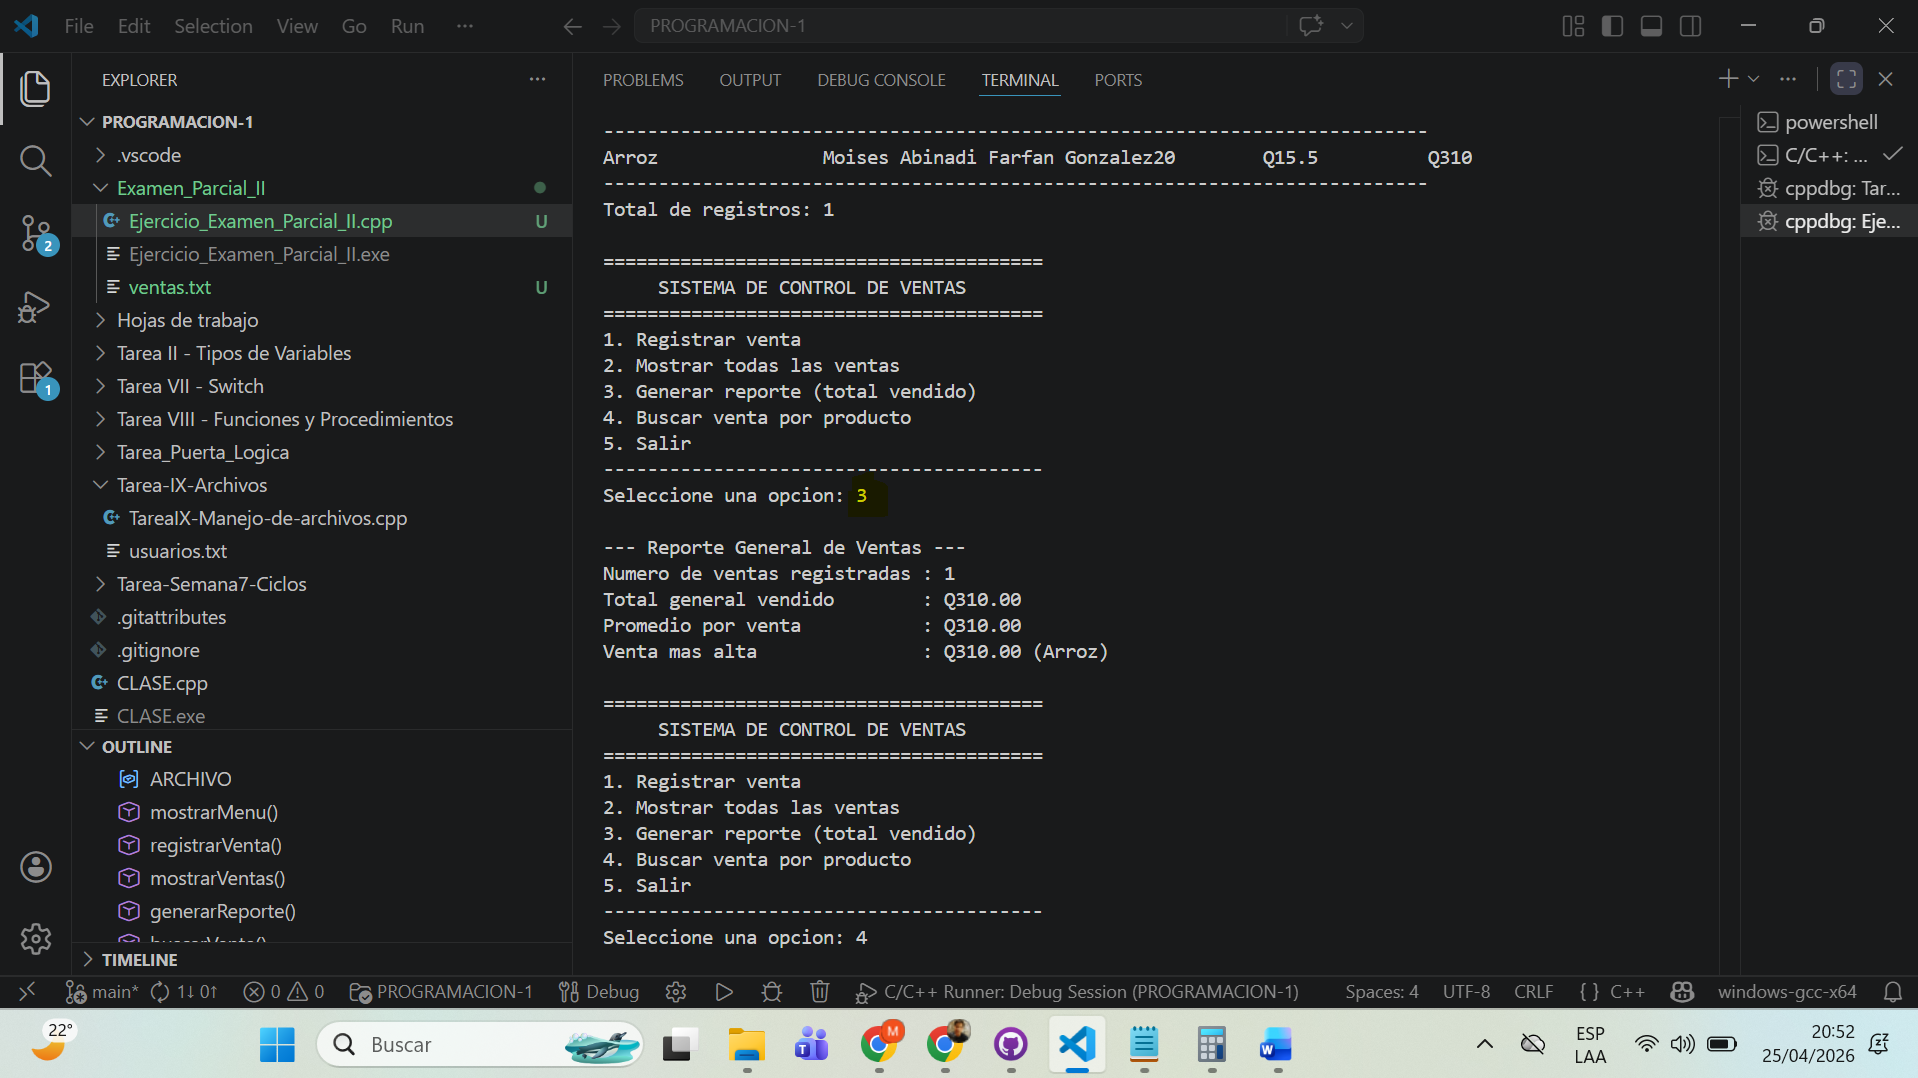 File Edit Selection View Go Run ···
PROGRAMACION-1
EXPLORER
PROGRAMACION-1
.vscode
Examen_Parcial_II
Ejercicio_Examen_Parcial_II.cpp U
Ejercicio_Examen_Parcial_II.exe
ventas.txt U
Hojas de trabajo
Tarea II - Tipos de Variables
Tarea VII - Switch
Tarea VIII - Funciones y Procedimientos
Tarea_Puerta_Logica
Tarea-IX-Archivos
TareaIX-Manejo-de-archivos.cpp
usuarios.txt
Tarea-Semana7-Ciclos
.gitattributes
.gitignore
CLASE.cpp
CLASE.exe
OUTLINE
ARCHIVO
mostrarMenu()
registrarVenta()
mostrarVentas()
generarReporte()
TIMELINE
2
1
PROBLEMS OUTPUT DEBUG CONSOLE TERMINAL PORTS
---------------------------------------------------------------------------
Arroz Moises Abinadi Farfan Gonzalez20 Q15.5 Q310
---------------------------------------------------------------------------
Total de registros: 1
========================================
SISTEMA DE CONTROL DE VENTAS
========================================
1. Registrar venta
2. Mostrar todas las ventas
3. Generar reporte (total vendido)
4. Buscar venta por producto
5. Salir
----------------------------------------
Seleccione una opcion: 3
--- Reporte General de Ventas ---
Numero de ventas registradas : 1
Total general vendido : Q310.00
Promedio por venta : Q310.00
Venta mas alta : Q310.00 (Arroz)
========================================
SISTEMA DE CONTROL DE VENTAS
========================================
1. Registrar venta
2. Mostrar todas las ventas
3. Generar reporte (total vendido)
4. Buscar venta por producto
5. Salir
----------------------------------------
Seleccione una opcion: 4
powershell
C/C++: ...
cppdbg: Tar...
cppdbg: Eje...
main* 1↓ 0↑ 0 0 PROGRAMACION-1 Debug C/C++ Runner: Debug Session (PROGRAMACION-1) Spaces: 4 UTF-8 CRLF {} C++ windows-gcc-x64
22°
Buscar
M
ESP
LAA
20:52
25/04/2026